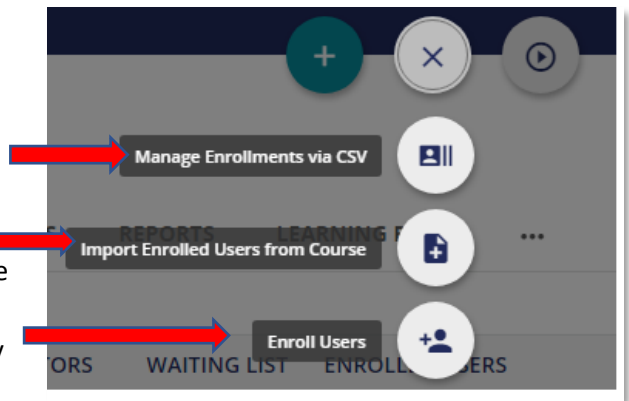 Manage Enrollments via CSV
REPORTS
Import Enrolled Users from Course
e
Enroll Users
y
TORS WAITING LIST